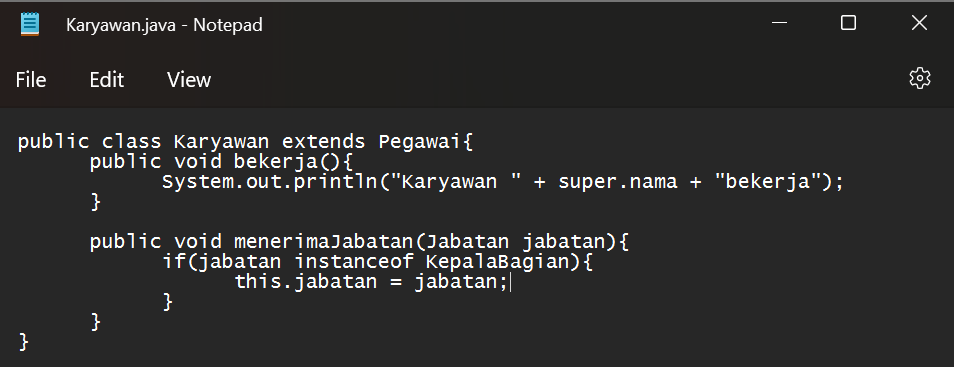 Karyawan.java - Notepad
File Edit View
public class Karyawan extends Pegawai{
public void bekerja(){
System.out.println("Karyawan " + super.nama + "bekerja");
}
public void menerimaJabatan(Jabatan jabatan){
if(jabatan instanceof KepalaBagian){
this.jabatan = jabatan;
}
}
}